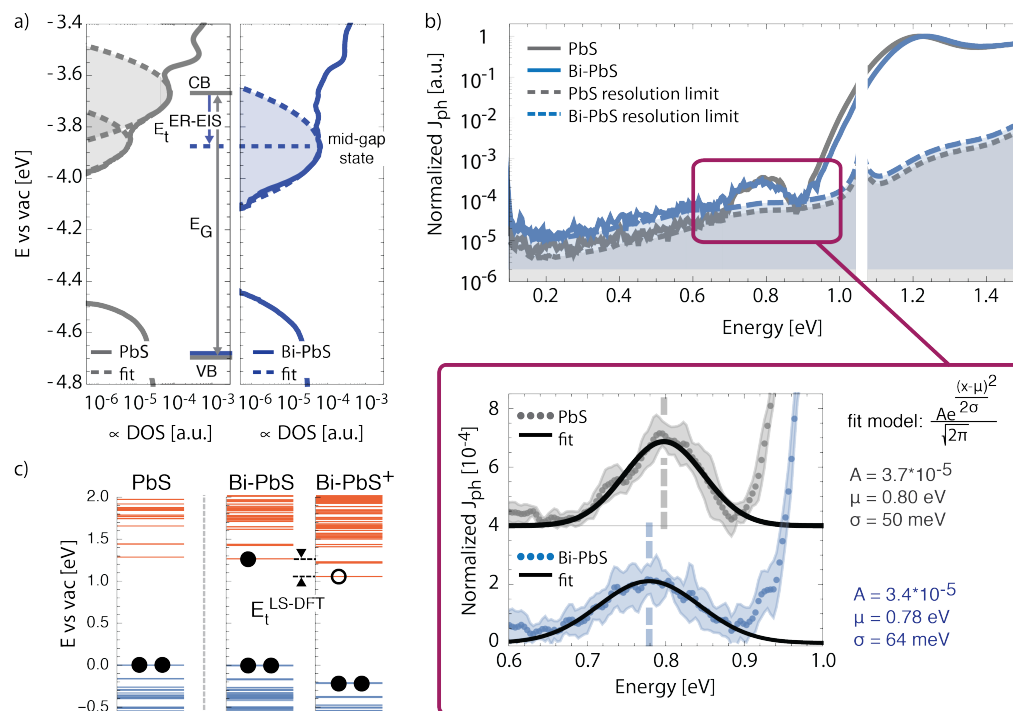 a)
E vs vac [eV]
- 3.4
- 3.6
- 3.8
- 4.0
- 4.2
- 4.4
- 4.6
- 4.8
CB
E_t^ER-EIS
E_G
VB
mid-gap
state
PbS
fit
Bi-PbS
fit
10^-6 10^-5 10^-4 10^-3
10^-6 10^-5 10^-4 10^-3
∝ DOS [a.u.]
∝ DOS [a.u.]
b)
Normalized J_ph [a.u.]
1
10^-1
10^-2
10^-3
10^-4
10^-5
10^-6
PbS
Bi-PbS
PbS resolution limit
Bi-PbS resolution limit
0.2 0.4 0.6 0.8 1.0 1.2 1.4
Energy [eV]
Normalized J_ph [10^-4]
8
6
4
2
0
PbS
fit
Bi-PbS
fit
0.6 0.7 0.8 0.9 1.0
Energy [eV]
fit model: Ae^((x-μ)^2/2σ)/√2π
A = 3.7*10^-5
μ = 0.80 eV
σ = 50 meV
A = 3.4*10^-5
μ = 0.78 eV
σ = 64 meV
c)
PbS
Bi-PbS
Bi-PbS^+
E vs vac [eV]
2.0
1.5
1.0
0.5
0.0
-0.5
E_t^LS-DFT